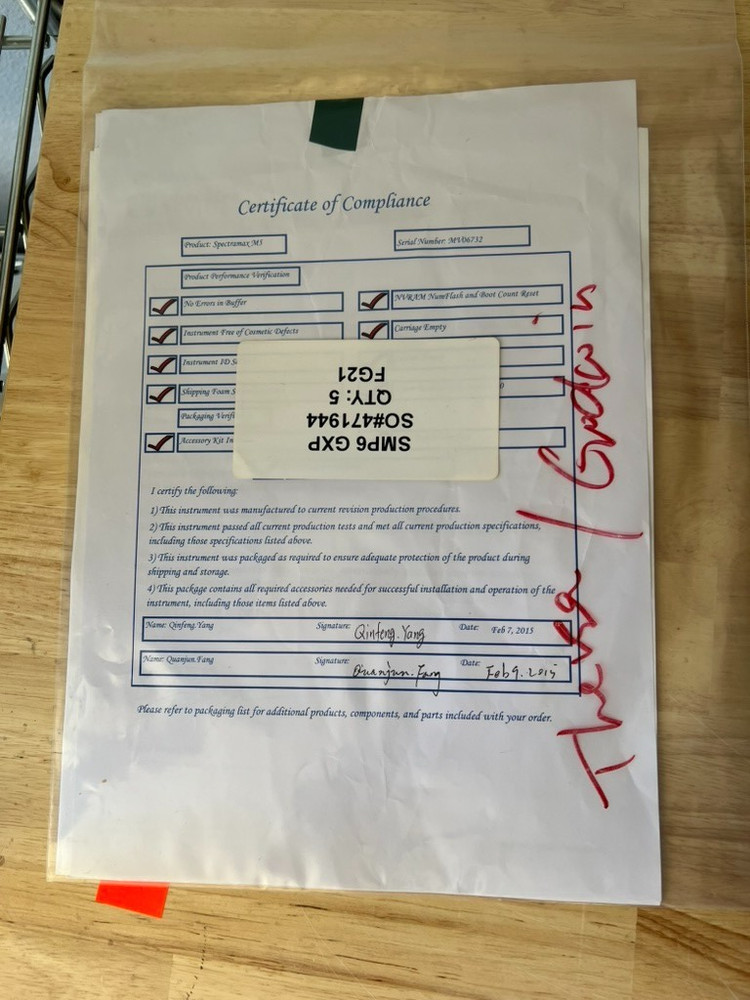 Certificate of Compliance
Product: Spectramax M5
Serial Number: MV06732
Product Performance Verification
No Errors in Buffer
NVRAM NumFlash and Boot Count Reset
Instrument Free of Cosmetic Defects
Carriage Empty
Instrument ID
Shipping Foam
Packaging
Accessory Kit
SMP6 GXP
SO#471944
QTY: 5
FG21
I certify the following:
1) This instrument was manufactured to current revision production procedures.
2) This instrument passed all current production tests and met all current production specifications,
including those specifications listed above.
3) This instrument was packaged as required to ensure adequate protection of the product during
shipping and storage.
4) This package contains all required accessories needed for successful installation and operation of the
instrument, including those items listed above.
Name: Qinfeng.Yang Signature: Qinfeng.Yang Date: Feb 7, 2015
Name: Quanjun.Fang Signature: Quanjun.Fang Date: Feb 9. 2015
Please refer to packaging list for additional products, components, and parts included with your order.
/ Godwin